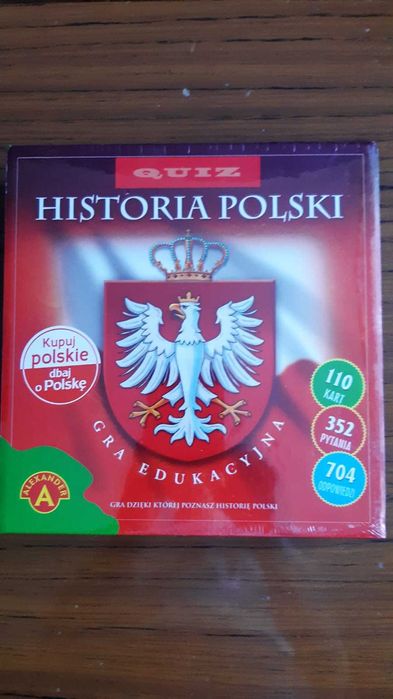 QUIZ
HISTORIA POLSKI
Kupuj
polskie
dbaj
o Polskę
110
KART
352
PYTANIA
704
ODPOWIEDZI
GRA EDUKACYJNA
ALEXANDER
A
GRA DZIĘKI KTÓREJ POZNASZ HISTORIĘ POLSKI